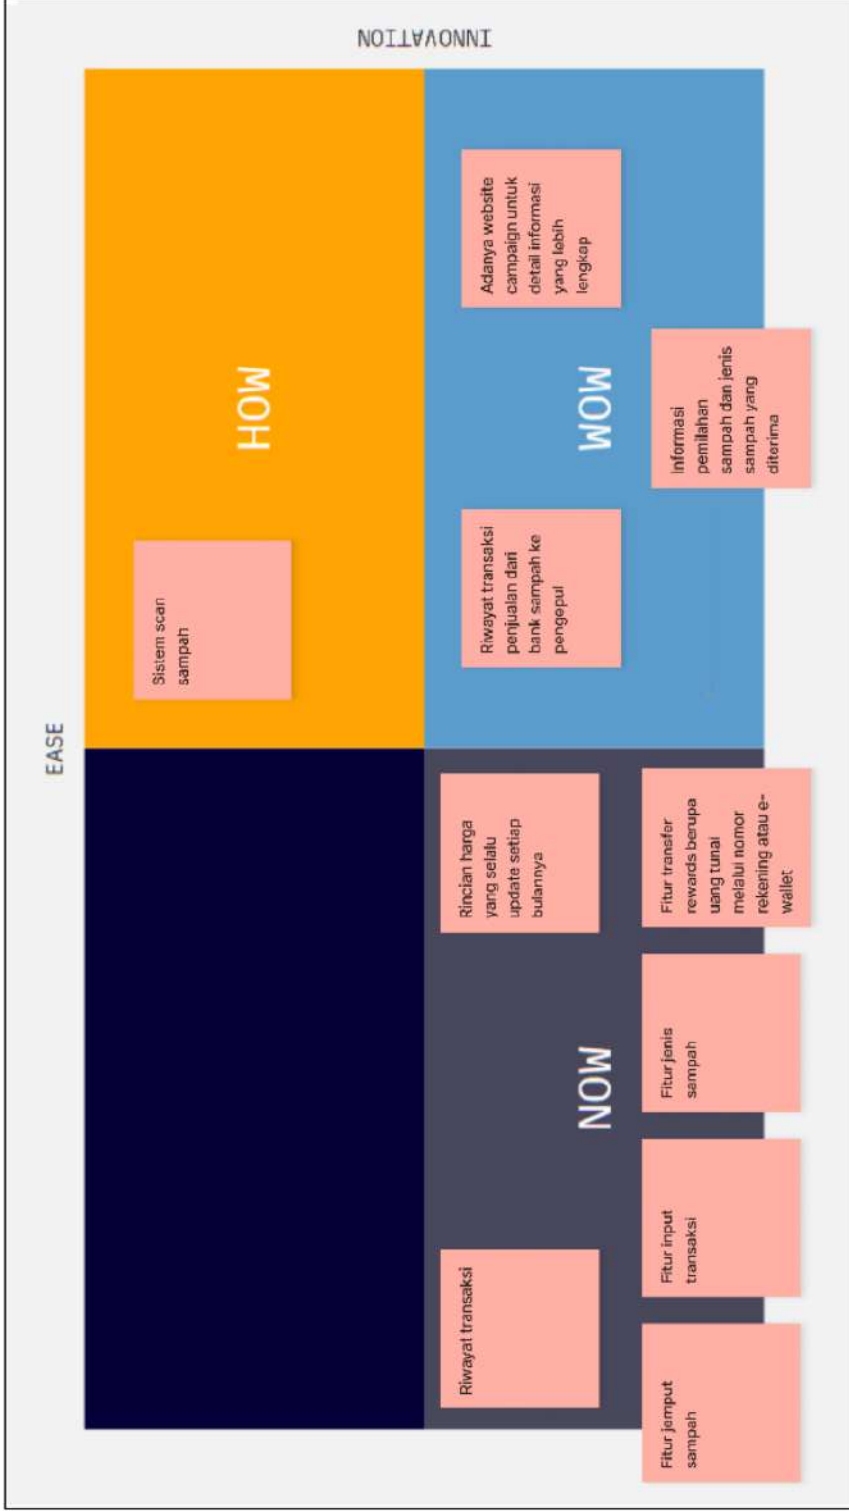 EASE
Sistem scan
sampah
HOW
INNOVATION
Riwayat transaksi
Rincian harga
yang selalu
update setiap
bulannya
Riwayat transaksi
penjualan dari
bank sampah ke
pengepul
Adanya website
campaign untuk
detail informasi
yang lebih
lengkap
NOW
WOW
Fitur jemput
sampah
Fitur input
transaksi
Fitur jenis
sampah
Fitur transfer
rewards berupa
uang tunai
melalui nomor
rekening atau e-
wallet
Informasi
pemilahan
sampah dan jenis
sampah yang
diterima